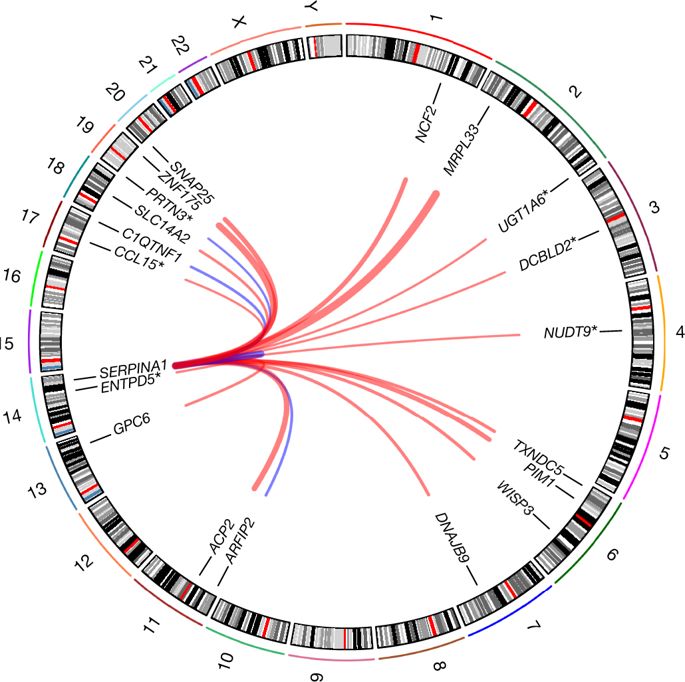 1
2
3
4
5
6
7
8
9
10
11
12
13
14
15
16
17
18
19
20
21
22
X
Y
NCF2
MRPL33
UGT1A6*
DCBLD2*
NUDT9*
TXNDC5
PIM1
WISP3
DNAJB9
ARFIP2
ACP2
GPC6
ENTPD5*
SERPINA1
CCL15*
C1QTNF1
SLC14A2
PRTN3*
ZNF175
SNAP25